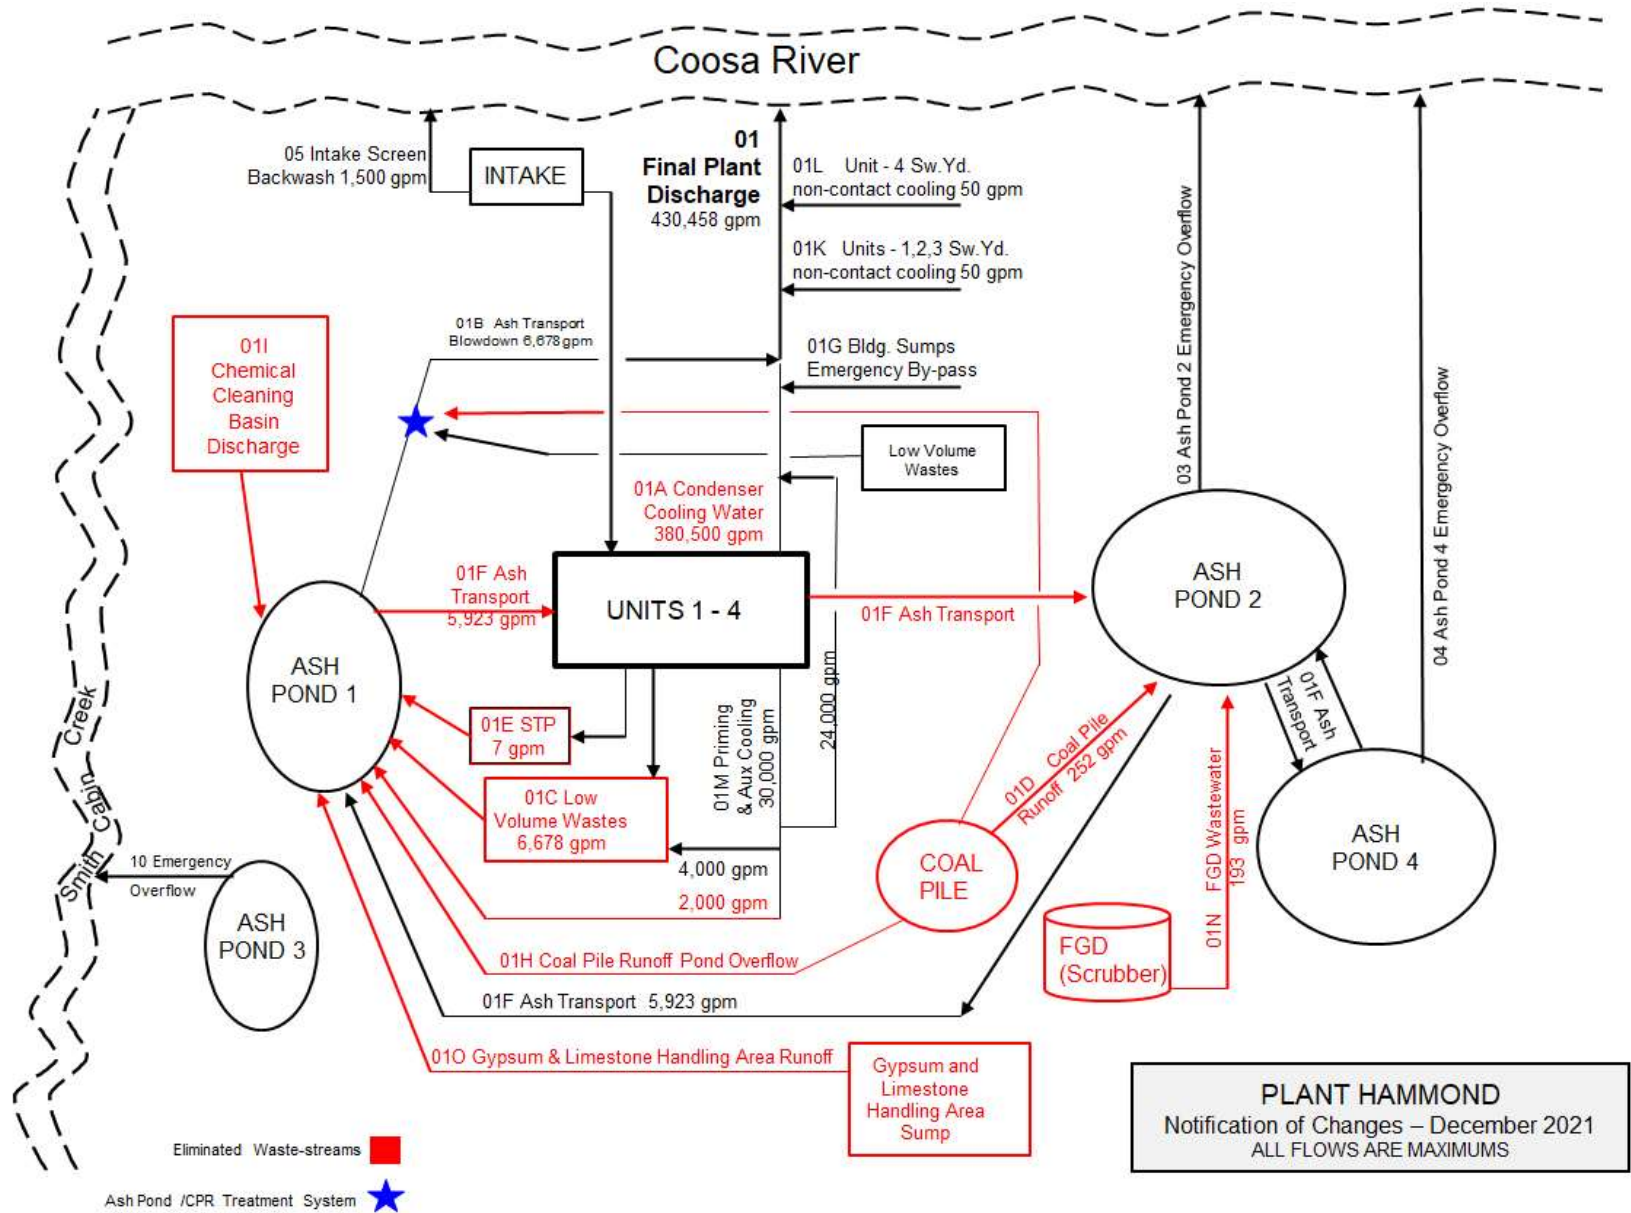 Coosa River
05 Intake Screen
Backwash 1,500 gpm
INTAKE
01
Final Plant
Discharge
430,458 gpm
01L Unit - 4 Sw.Yd.
non-contact cooling 50 gpm
01K Units - 1,2,3 Sw.Yd.
non-contact cooling 50 gpm
01B Ash Transport
Blowdown 6,678gpm
01G Bldg. Sumps
Emergency By-pass
03 Ash Pond 2 Emergency Overflow
04 Ash Pond 4 Emergency Overflow
01I
Chemical
Cleaning
Basin
Discharge
Low Volume
Wastes
01A Condenser
Cooling Water
380,500 gpm
01F Ash
Transport
5,923 gpm
UNITS 1 - 4
01F Ash Transport
ASH
POND 2
ASH
POND 1
01E STP
7 gpm
01C Low
Volume Wastes
6,678 gpm
01M Priming
& Aux Cooling
30,000 gpm
24,000 gpm
4,000 gpm
2,000 gpm
01D Coal Pile
Runoff 252 gpm
01F Ash
Transport
01N FGD Wastewater
193 gpm
COAL
PILE
ASH
POND 4
Smith Cabin Creek
10 Emergency
Overflow
ASH
POND 3
FGD
(Scrubber)
01H Coal Pile Runoff Pond Overflow
01F Ash Transport 5,923 gpm
01O Gypsum & Limestone Handling Area Runoff
Gypsum and
Limestone
Handling Area
Sump
PLANT HAMMOND
Notification of Changes – December 2021
ALL FLOWS ARE MAXIMUMS
Eliminated Waste-streams
Ash Pond /CPR Treatment System